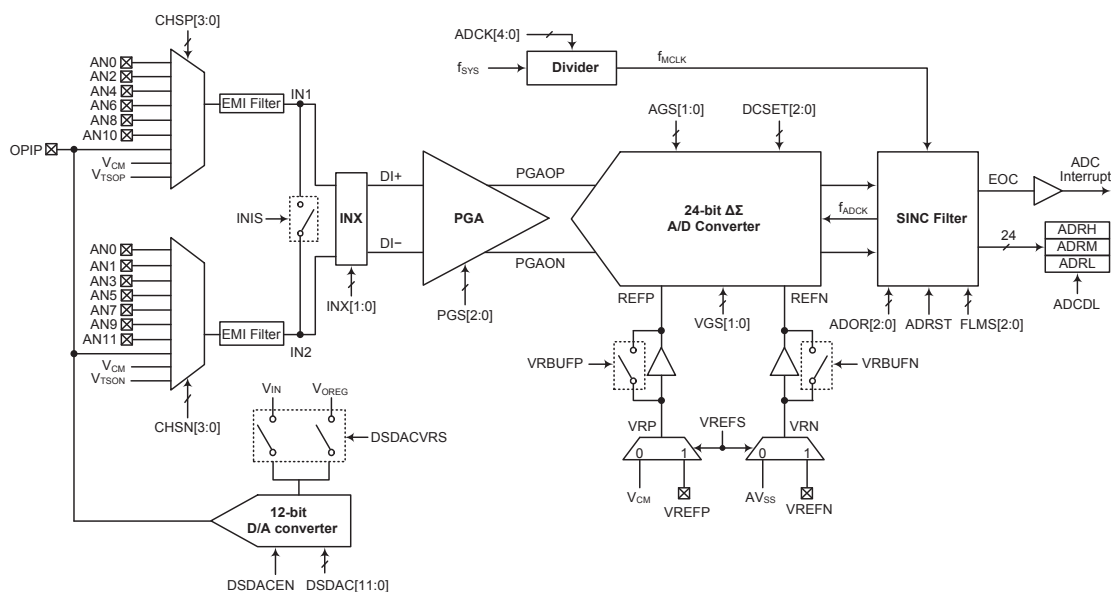 CHSP[3:0]
AN0
AN2
AN4
AN6
AN8
AN10
OPIP
VCM
VTSOP
EMI Filter
IN1
ADCK[4:0]
fSYS
Divider
fMCLK
AGS[1:0]
DCSET[2:0]
INIS
INX
DI+
DI−
INX[1:0]
PGA
PGS[2:0]
PGAOP
PGAON
24-bit ΔΣ
A/D Converter
fADCK
SINC Filter
EOC
ADC
Interrupt
24
ADRH
ADRM
ADRL
ADCDL
ADOR[2:0]
ADRST
FLMS[2:0]
AN0
AN1
AN3
AN5
AN7
AN9
AN11
VCM
VTSON
CHSN[3:0]
EMI Filter
IN2
REFP
REFN
VGS[1:0]
VRBUFP
VRBUFN
VRP
VREFS
VRN
0 1
0 1
VCM
VREFP
AVSS
VREFN
VIN
VOREG
DSDACVRS
12-bit
D/A converter
DSDACEN
DSDAC[11:0]